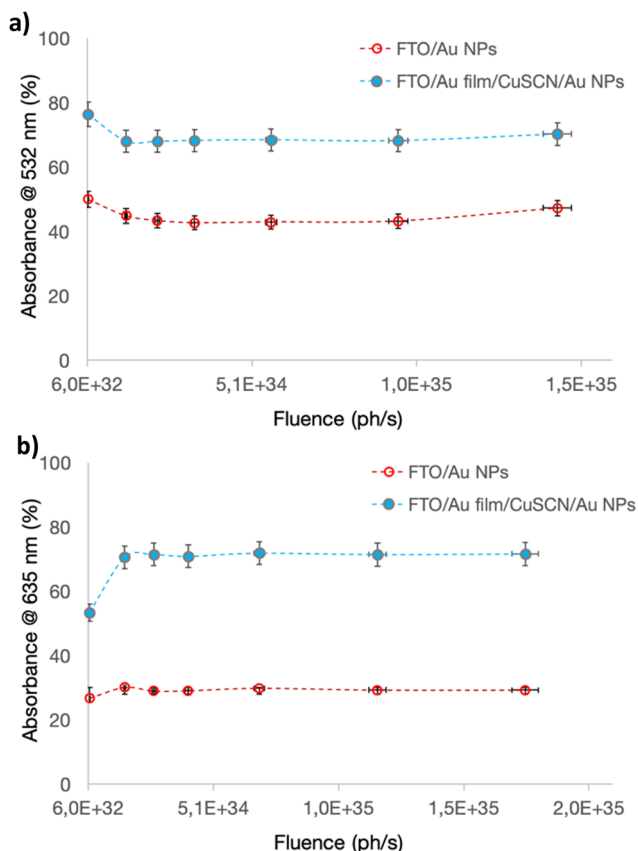 a)
FTO/Au NPs
FTO/Au film/CuSCN/Au NPs
Absorbance @ 532 nm (%)
100
80
60
40
20
0
6,0E+32 5,1E+34 1,0E+35 1,5E+35
Fluence (ph/s)
b)
FTO/Au NPs
FTO/Au film/CuSCN/Au NPs
Absorbance @ 635 nm (%)
100
80
60
40
20
0
6,0E+32 5,1E+34 1,0E+35 1,5E+35 2,0E+35
Fluence (ph/s)